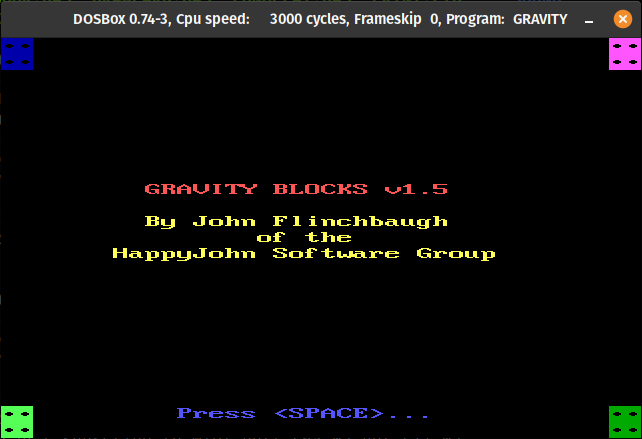 DOSBox 0.74-3, Cpu speed: 3000 cycles, Frameskip 0, Program: GRAVITY
GRAVITY BLOCKS v1.5
By John Flinchbaugh
of the
HappyJohn Software Group
Press <SPACE>...